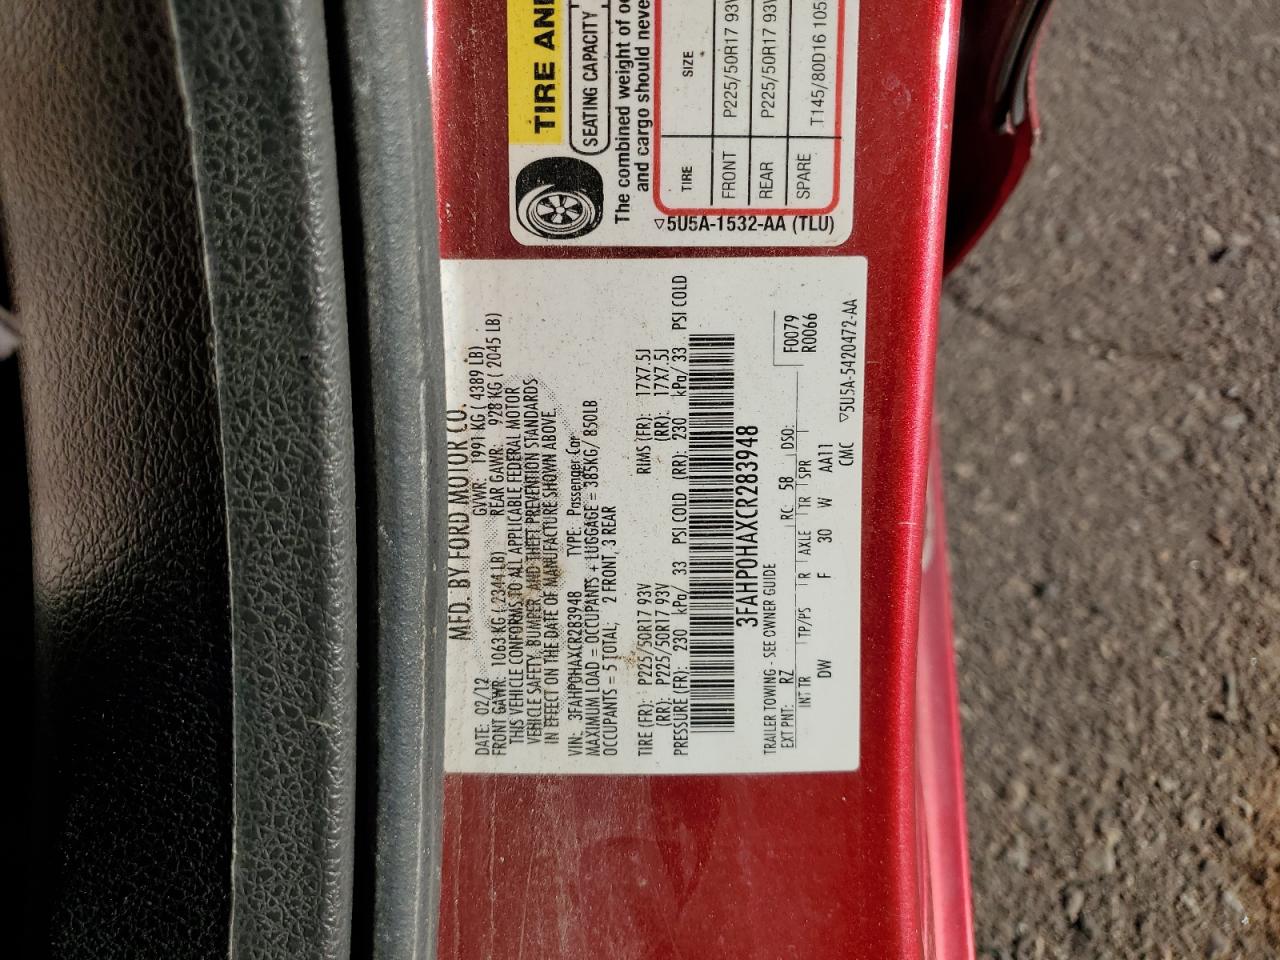 TIRE AN
SEATING CAPACITY
The combined weight of oc
and cargo should never
TIRE SIZE
FRONT P225/50R17 93V
REAR P225/50R17 93V
SPARE T145/80D16 105
5U5A-1532-AA (TLU)
MFD. BY FORD MOTOR CO.
DATE: 02/12 GVWR: 1991 KG ( 4389 LB)
FRONT GAWR: 1063 KG ( 2344 LB) REAR GAWR: 928 KG ( 2045 LB)
THIS VEHICLE CONFORMS TO ALL APPLICABLE FEDERAL MOTOR
VEHICLE SAFETY, BUMPER, AND THEFT PREVENTION STANDARDS
IN EFFECT ON THE DATE OF MANUFACTURE SHOWN ABOVE.
VIN: 3FAHP0HAXCR283948 TYPE: Passenger Car
MAXIMUM LOAD = OCCUPANTS + LUGGAGE = 385KG/ 850LB
OCCUPANTS = 5 TOTAL; 2 FRONT, 3 REAR
TIRE (FR): P225/50R17 93V RIMS (FR): 17X7.5J
(RR): P225/50R17 93V (RR): 17X7.5J
PRESSURE (FR): 230 kPa/ 33 PSI COLD (RR): 230 kPa/ 33 PSI COLD
3FAHP0HAXCR283948
TRAILER TOWING - SEE OWNER GUIDE
EXT PNT: RZ RC: 58 DSO: F0079
R0066
INT TR TP/PS R AXLE TR SPR
DW F 30 W AA11
CMC
5U5A-5420472-AA